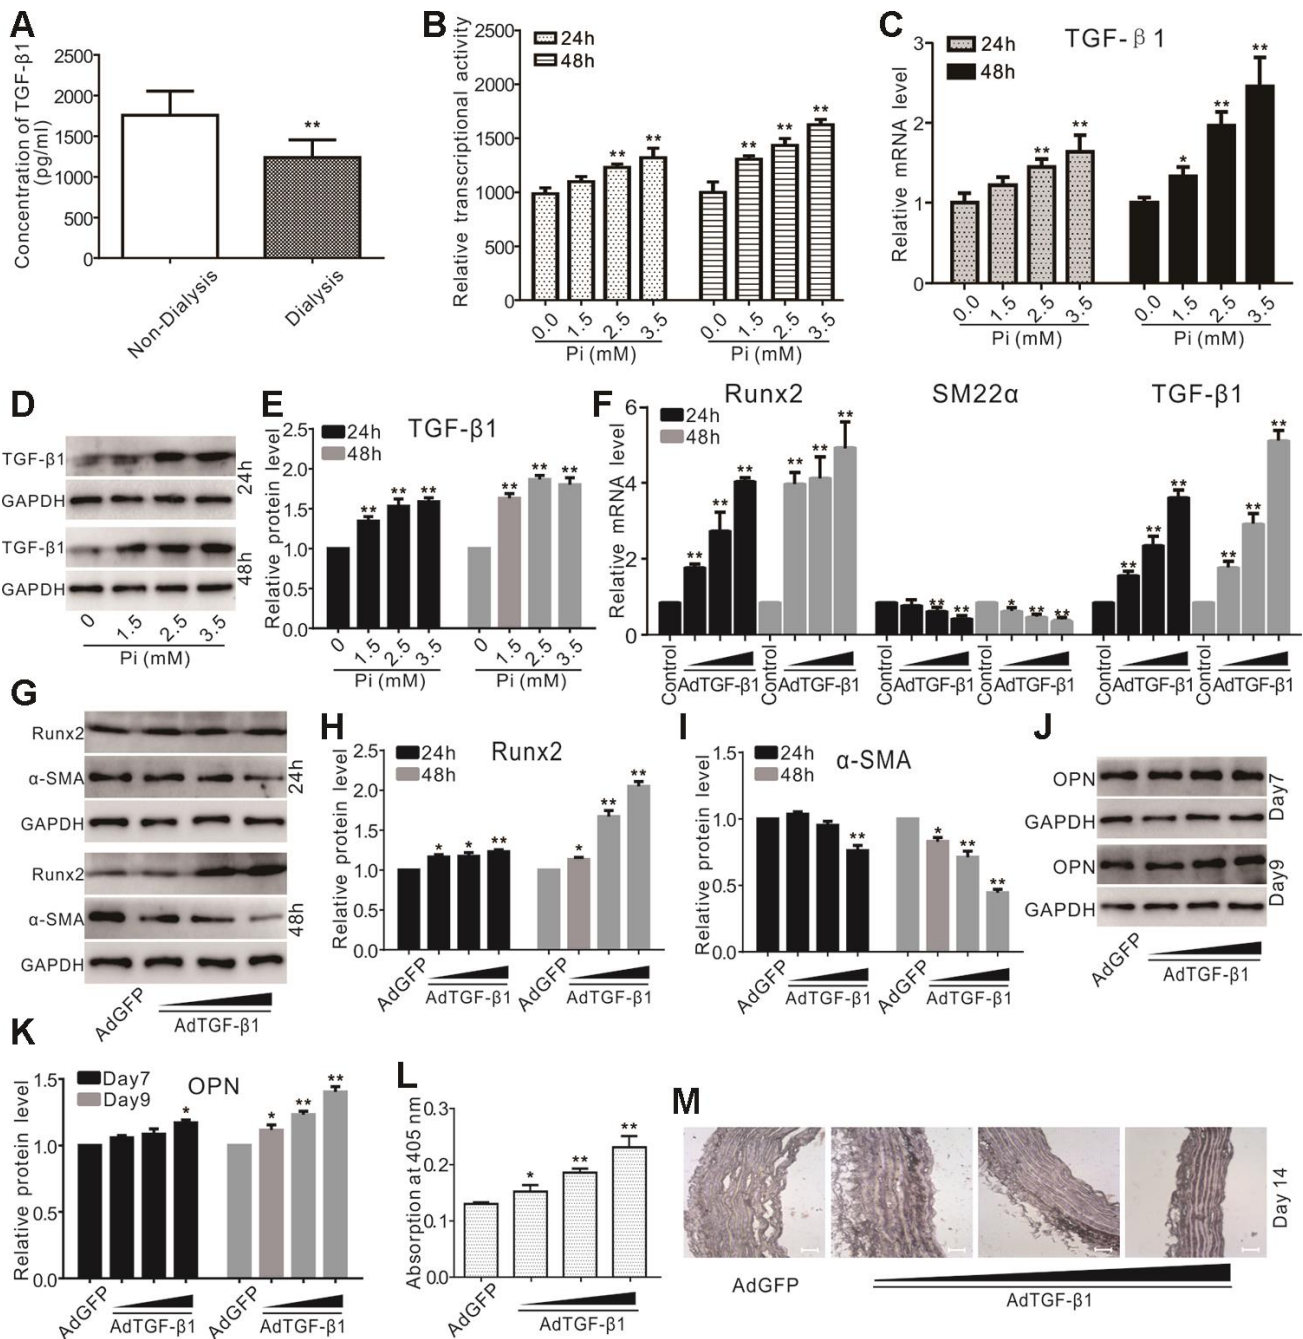 A
Concentration of TGF-β1
(pg/ml)
2500
2000
1500
1000
500
0
**
Non-Dialysis
Dialysis
B
Relative transcriptional activity
2500
2000
1500
1000
500
0
24h
48h
** ** ** ** **
0.0 1.5 2.5 3.5 0.0 1.5 2.5 3.5
Pi (mM) Pi (mM)
C
TGF-β1
Relative mRNA level
3
2
1
0
24h
48h
** ** * ** **
0.0 1.5 2.5 3.5 0.0 1.5 2.5 3.5
Pi (mM) Pi (mM)
D
TGF-β1
GAPDH
24h
TGF-β1
GAPDH
48h
0 1.5 2.5 3.5
Pi (mM)
E
TGF-β1
Relative protein level
2.5
2.0
1.5
1.0
0.5
0.0
24h
48h
** ** ** ** ** **
0 1.5 2.5 3.5 0 1.5 2.5 3.5
Pi (mM) Pi (mM)
F
Runx2 SM22α TGF-β1
Relative mRNA level
6
4
2
0
24h
48h
** ** ** ** ** **
** ** * ** **
** ** ** ** ** **
Control AdTGF-β1 Control AdTGF-β1 Control AdTGF-β1 Control AdTGF-β1 Control AdTGF-β1 Control AdTGF-β1
G
Runx2
α-SMA
GAPDH
24h
Runx2
α-SMA
GAPDH
48h
AdGFP AdTGF-β1
H
Runx2
Relative protein level
2.5
2.0
1.5
1.0
0.5
0.0
24h
48h
* * ** * ** **
AdGFP AdTGF-β1 AdGFP AdTGF-β1
I
α-SMA
Relative protein level
1.5
1.0
0.5
0.0
24h
48h
** * ** **
AdGFP AdTGF-β1 AdGFP AdTGF-β1
J
OPN
GAPDH
Day7
OPN
GAPDH
Day9
AdGFP AdTGF-β1
K
OPN
Relative protein level
1.5
1.0
0.5
0.0
Day7
Day9
* * ** **
AdGFP AdTGF-β1 AdGFP AdTGF-β1
L
Absorption at 405 nm
0.3
0.2
0.1
0.0
* ** **
AdGFP AdTGF-β1
M
Day 14
AdGFP AdTGF-β1